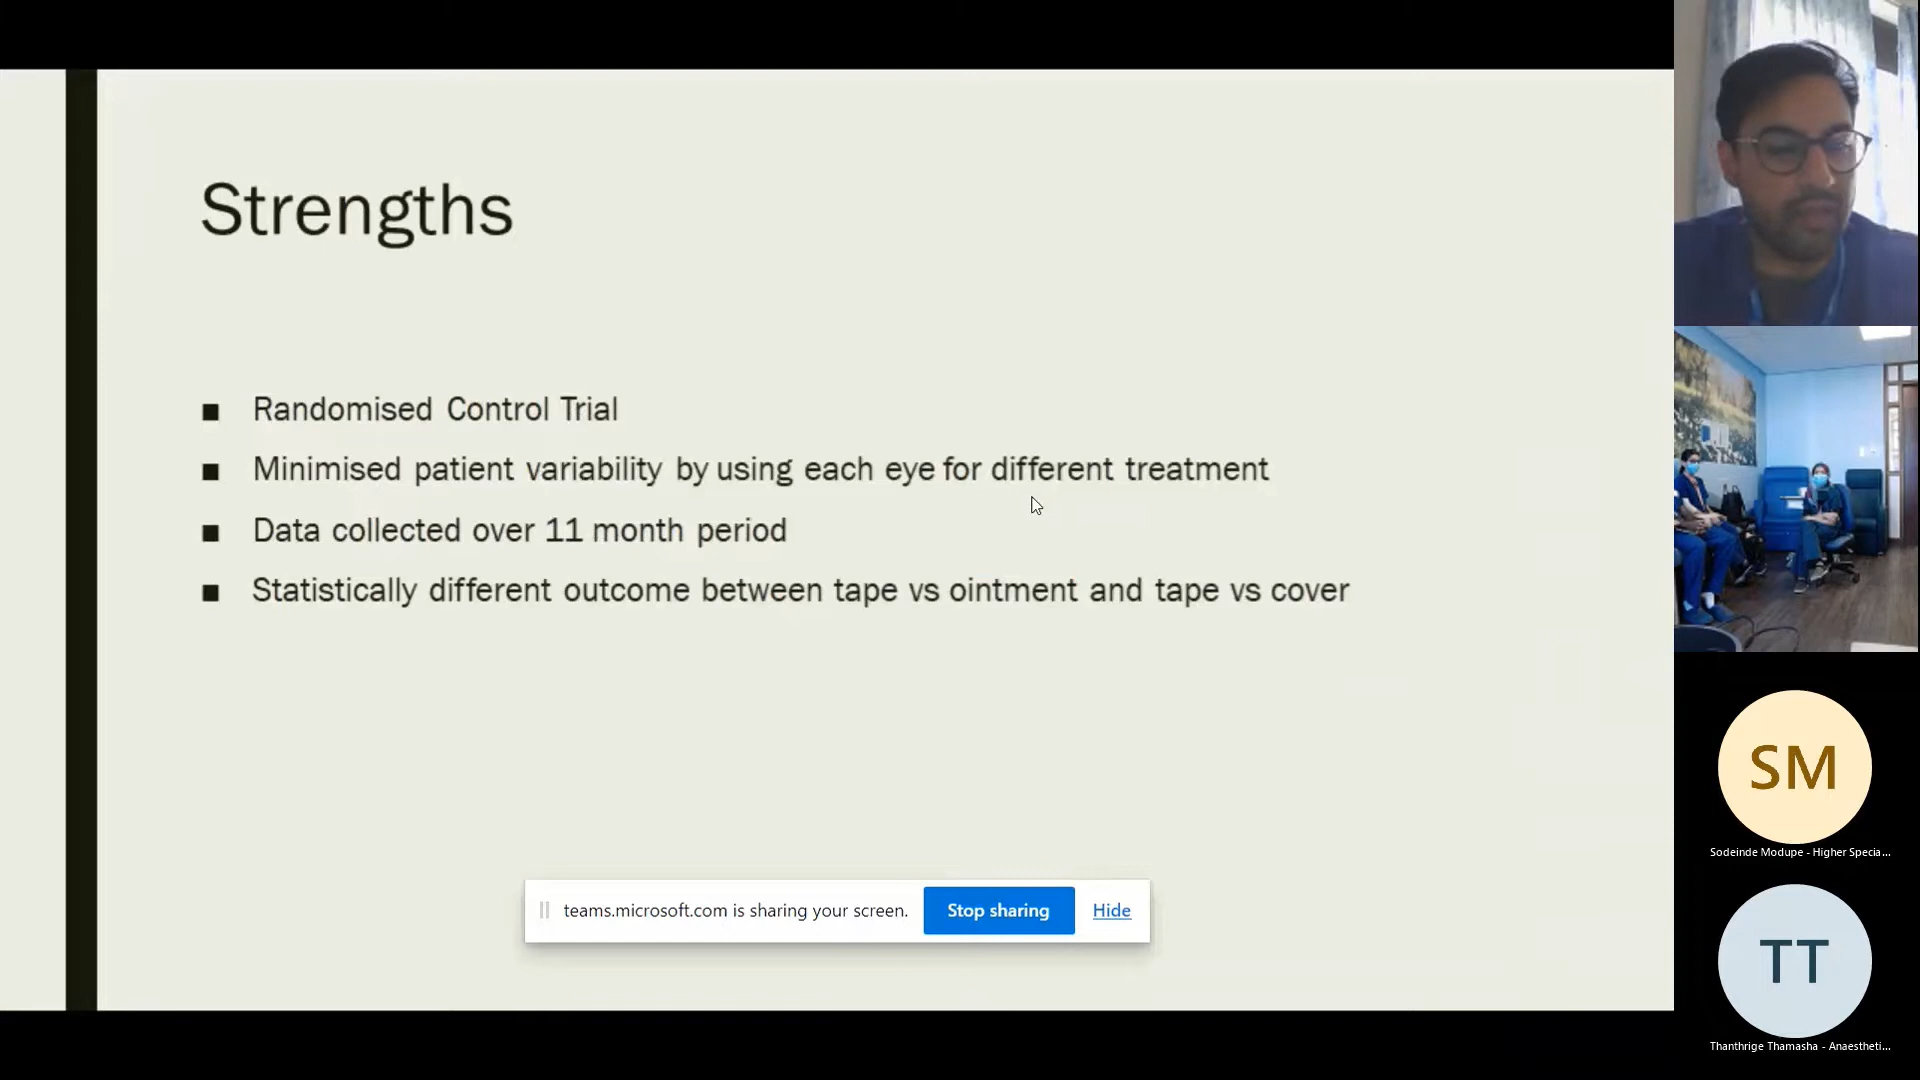 Strengths
Randomised Control Trial
Minimised patient variability by using each eye for different treatment
Data collected over 11 month period
Statistically different outcome between tape vs ointment and tape vs cover
teams.microsoft.com is sharing your screen.
Stop sharing
Hide
SM
Sodeinde Modupe - Higher Specia...
TT
Thanthrige Thamasha - Anaestheti...